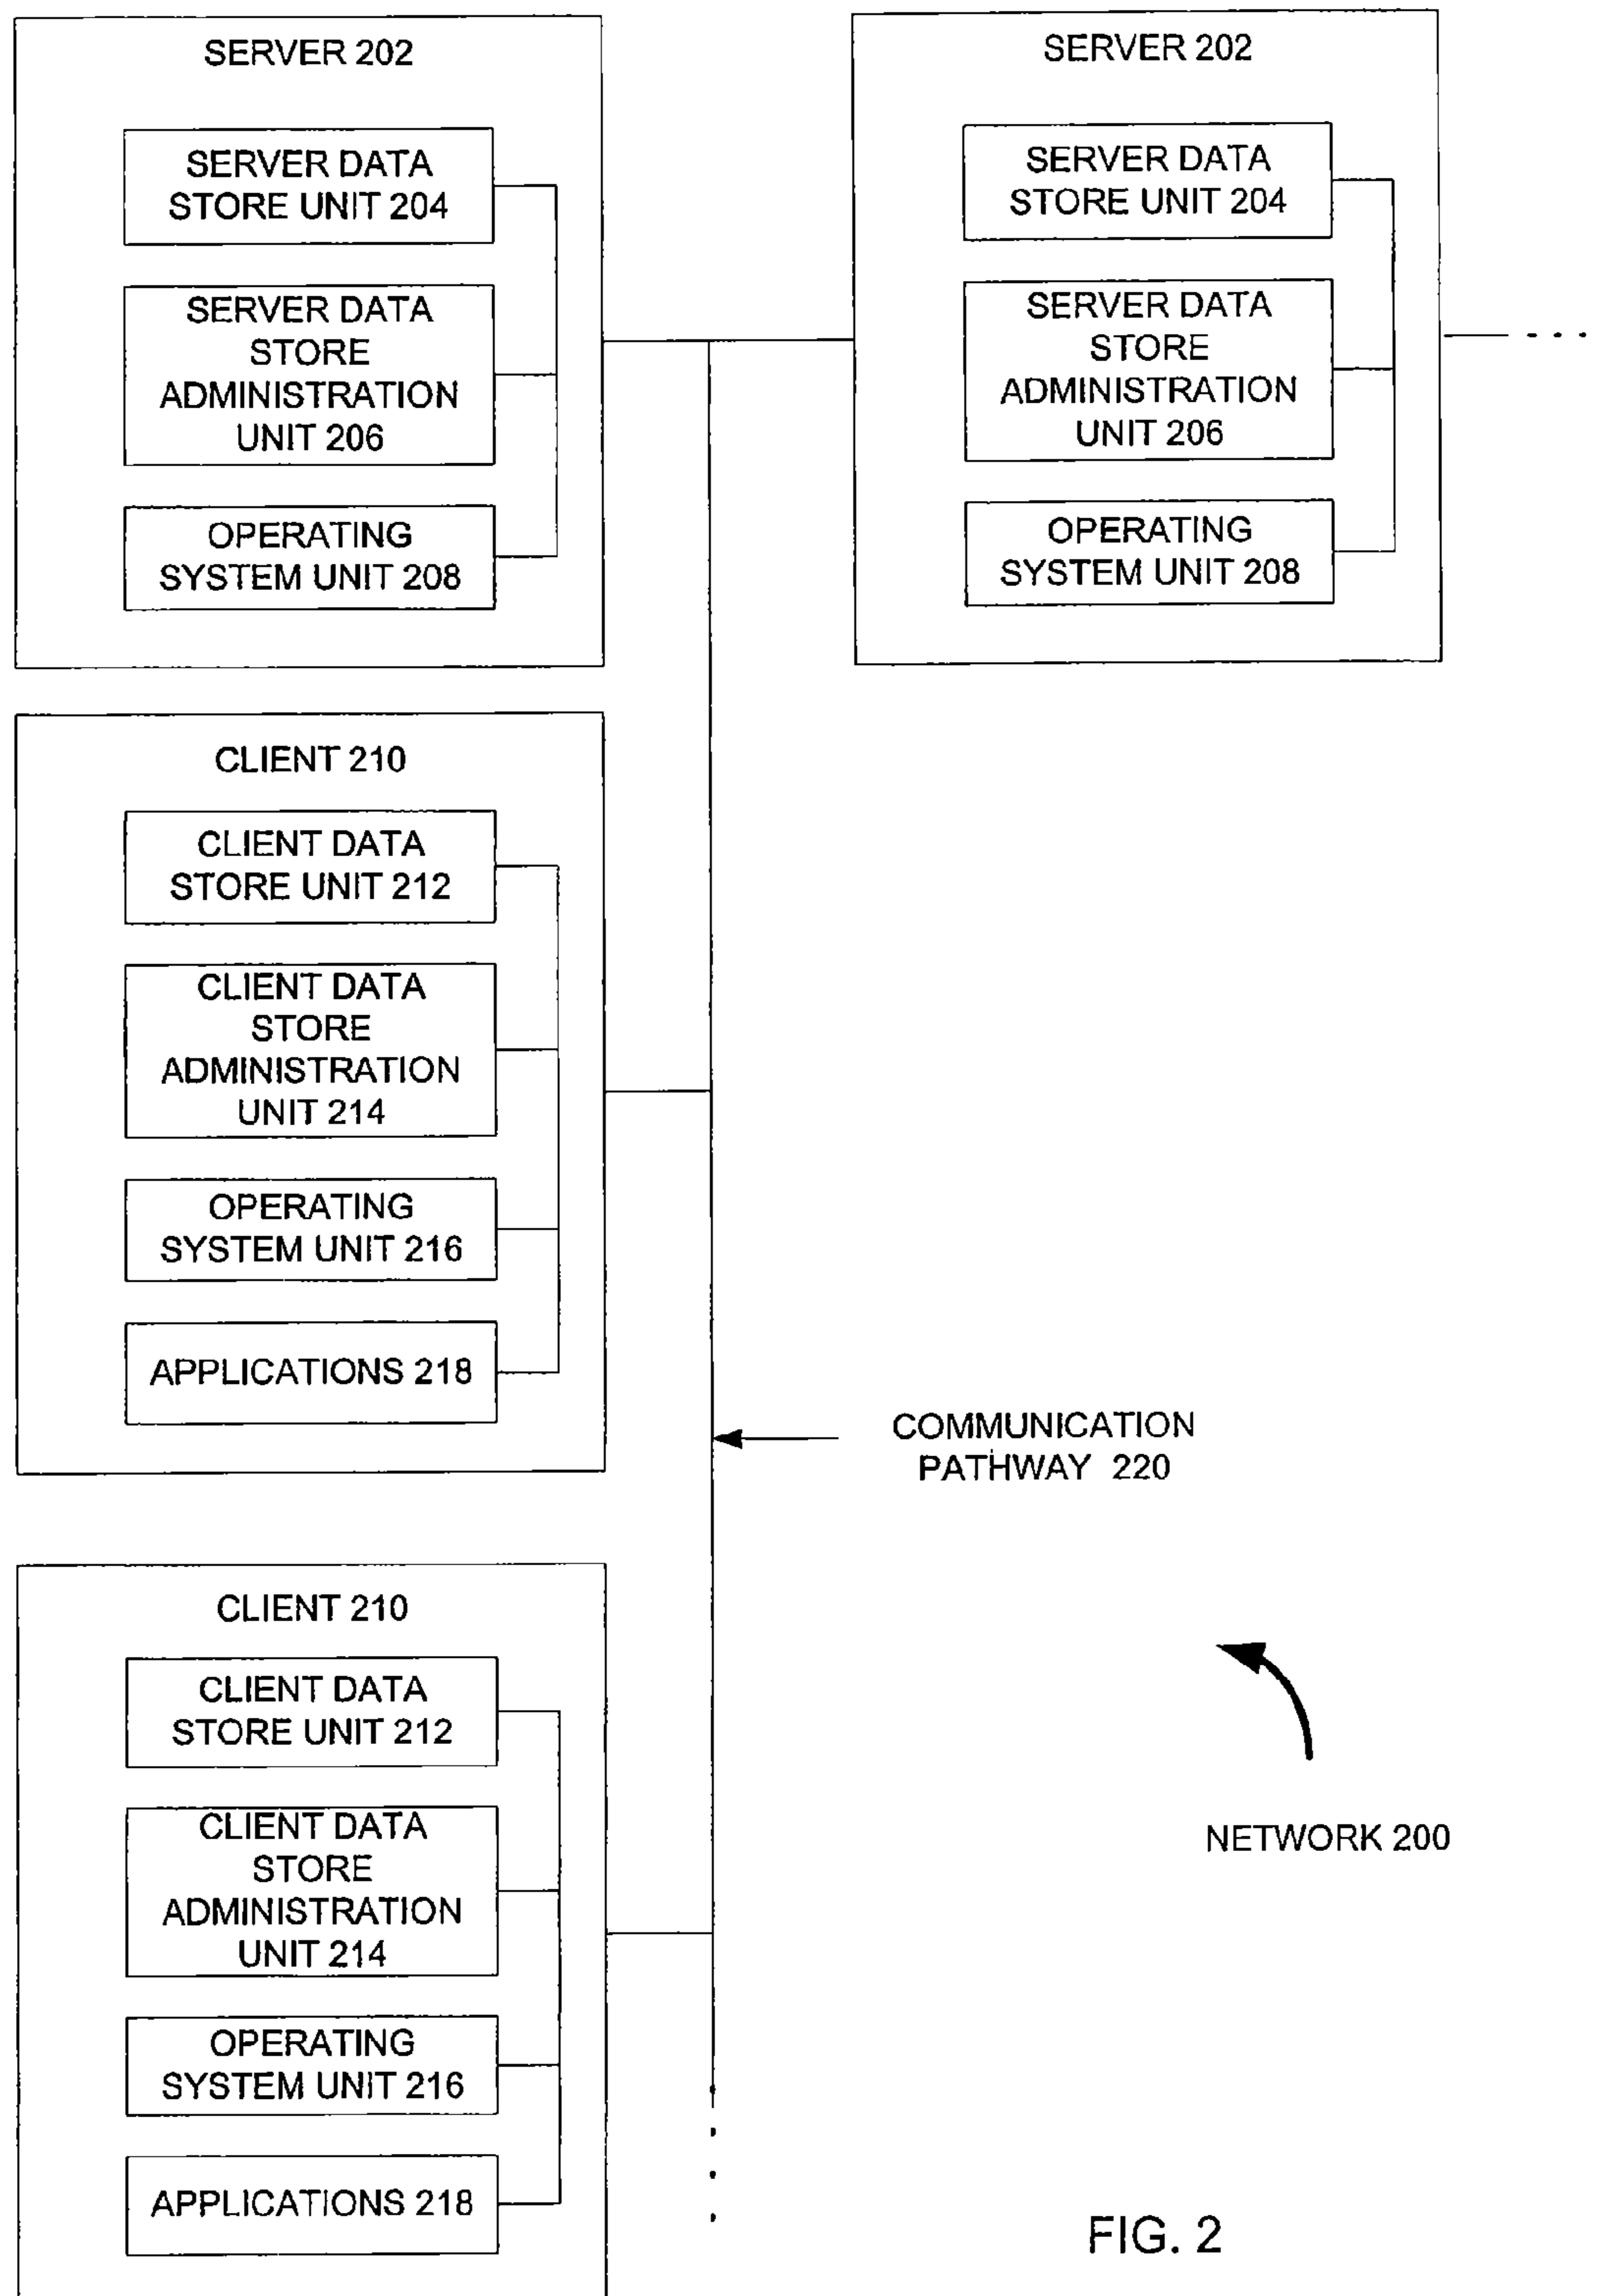 SERVER 202
SERVER DATA
STORE UNIT 204
SERVER DATA
STORE
ADMINISTRATION
UNIT 206
OPERATING
SYSTEM UNIT 208
SERVER 202
SERVER DATA
STORE UNIT 204
SERVER DATA
STORE
ADMINISTRATION
UNIT 206
OPERATING
SYSTEM UNIT 208
CLIENT 210
CLIENT DATA
STORE UNIT 212
CLIENT DATA
STORE
ADMINISTRATION
UNIT 214
OPERATING
SYSTEM UNIT 216
APPLICATIONS 218
COMMUNICATION
PATHWAY 220
CLIENT 210
CLIENT DATA
STORE UNIT 212
CLIENT DATA
STORE
ADMINISTRATION
UNIT 214
OPERATING
SYSTEM UNIT 216
APPLICATIONS 218
NETWORK 200
FIG. 2